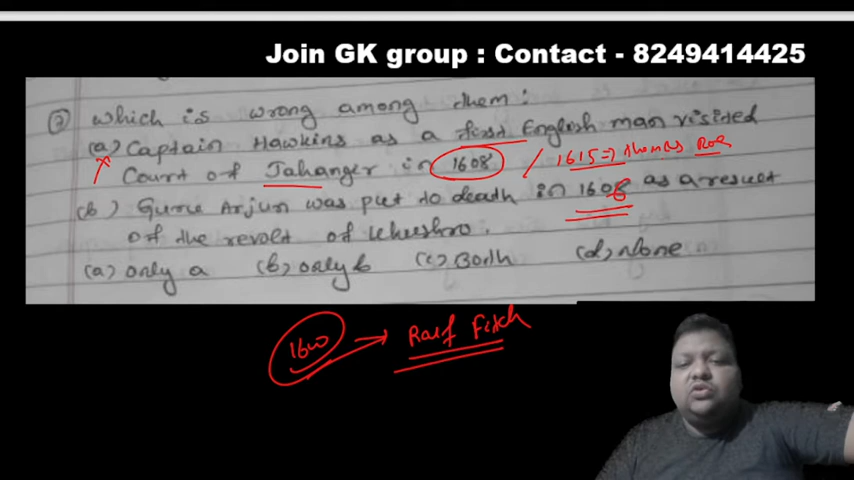 Join GK group : Contact - 8249414425
③ which is wrong among them:
(a) Captain Hawkins as a first English man visited
Court of Jahanger in 1608 / 1615 => Thomas Roe
(b) Guru Arjun was put to death in 1606 as a result
of the revolt of Khushro.
(a) only a (b) only b (c) Both (d) None
1600 → Ralf Fitch